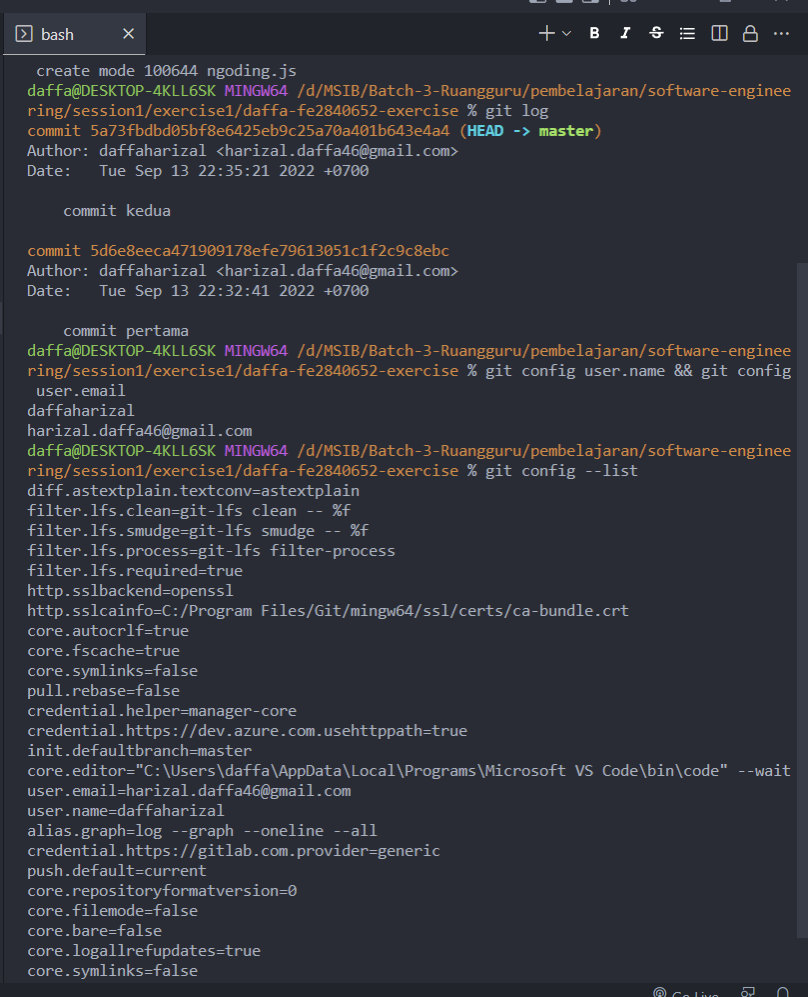 bash
B I S
create mode 100644 ngoding.js
daffa@DESKTOP-4KLL6SK MINGW64 /d/MSIB/Batch-3-Ruangguru/pembelajaran/software-enginee
ring/session1/exercise1/daffa-fe2840652-exercise % git log
commit 5a73fbdbd05bf8e6425eb9c25a70a401b643e4a4 (HEAD -> master)
Author: daffaharizal <harizal.daffa46@gmail.com>
Date:   Tue Sep 13 22:35:21 2022 +0700
commit kedua
commit 5d6e8eeca471909178efe79613051c1f2c9c8ebc
Author: daffaharizal <harizal.daffa46@gmail.com>
Date:   Tue Sep 13 22:32:41 2022 +0700
commit pertama
daffa@DESKTOP-4KLL6SK MINGW64 /d/MSIB/Batch-3-Ruangguru/pembelajaran/software-enginee
ring/session1/exercise1/daffa-fe2840652-exercise % git config user.name && git config
user.email
daffaharizal
harizal.daffa46@gmail.com
daffa@DESKTOP-4KLL6SK MINGW64 /d/MSIB/Batch-3-Ruangguru/pembelajaran/software-enginee
ring/session1/exercise1/daffa-fe2840652-exercise % git config --list
diff.astextplain.textconv=astextplain
filter.lfs.clean=git-lfs clean -- %f
filter.lfs.smudge=git-lfs smudge -- %f
filter.lfs.process=git-lfs filter-process
filter.lfs.required=true
http.sslbackend=openssl
http.sslcainfo=C:/Program Files/Git/mingw64/ssl/certs/ca-bundle.crt
core.autocrlf=true
core.fscache=true
core.symlinks=false
pull.rebase=false
credential.helper=manager-core
credential.https://dev.azure.com.usehttppath=true
init.defaultbranch=master
core.editor="C:\Users\daffa\AppData\Local\Programs\Microsoft VS Code\bin\code" --wait
user.email=harizal.daffa46@gmail.com
user.name=daffaharizal
alias.graph=log --graph --oneline --all
credential.https://gitlab.com.provider=generic
push.default=current
core.repositoryformatversion=0
core.filemode=false
core.bare=false
core.logallrefupdates=true
core.symlinks=false
Go Live